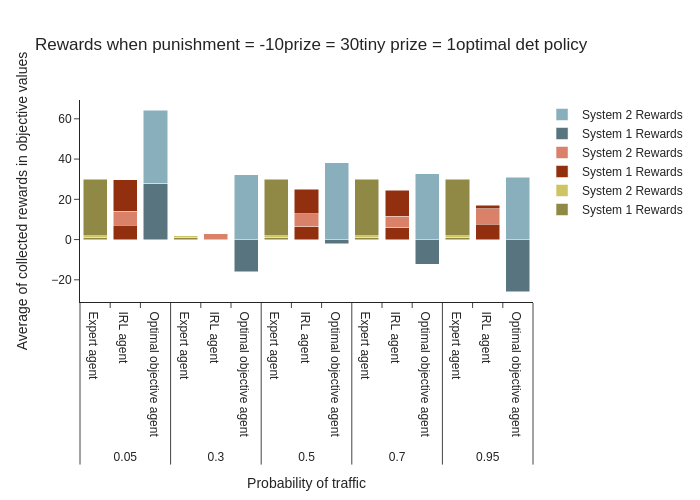 Rewards when punishment = -10prize = 30tiny prize = 1optimal det policy
Average of collected rewards in objective values
60
40
20
0
−20
System 2 Rewards
System 1 Rewards
System 2 Rewards
System 1 Rewards
System 2 Rewards
System 1 Rewards
Expert agent
IRL agent
Optimal objective agent
Expert agent
IRL agent
Optimal objective agent
Expert agent
IRL agent
Optimal objective agent
Expert agent
IRL agent
Optimal objective agent
Expert agent
IRL agent
Optimal objective agent
0.05
0.3
0.5
0.7
0.95
Probability of traffic